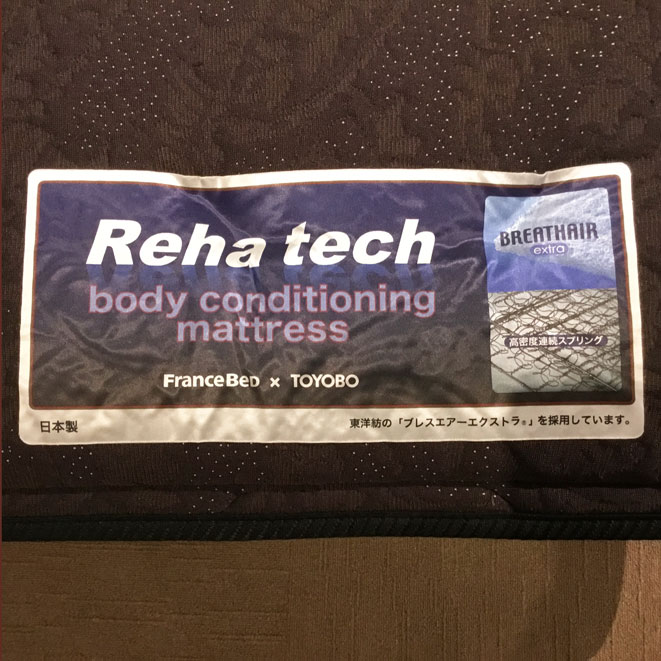 Reha tech
body conditioning
mattress
FRANCEBED × TOYOBO
BREATHAIR
extra
高密度連続スプリング
日本製
東洋紡の「ブレスエアーエクストラ®」を採用しています。